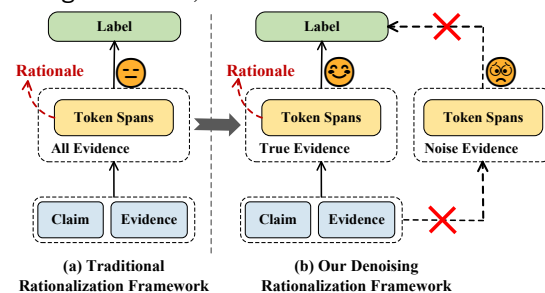 Label
Rationale
Token Spans
All Evidence
Claim
Evidence
(a) Traditional
Rationalization Framework
Label
Rationale
Token Spans
True Evidence
Token Spans
Noise Evidence
Claim
Evidence
(b) Our Denoising
Rationalization Framework